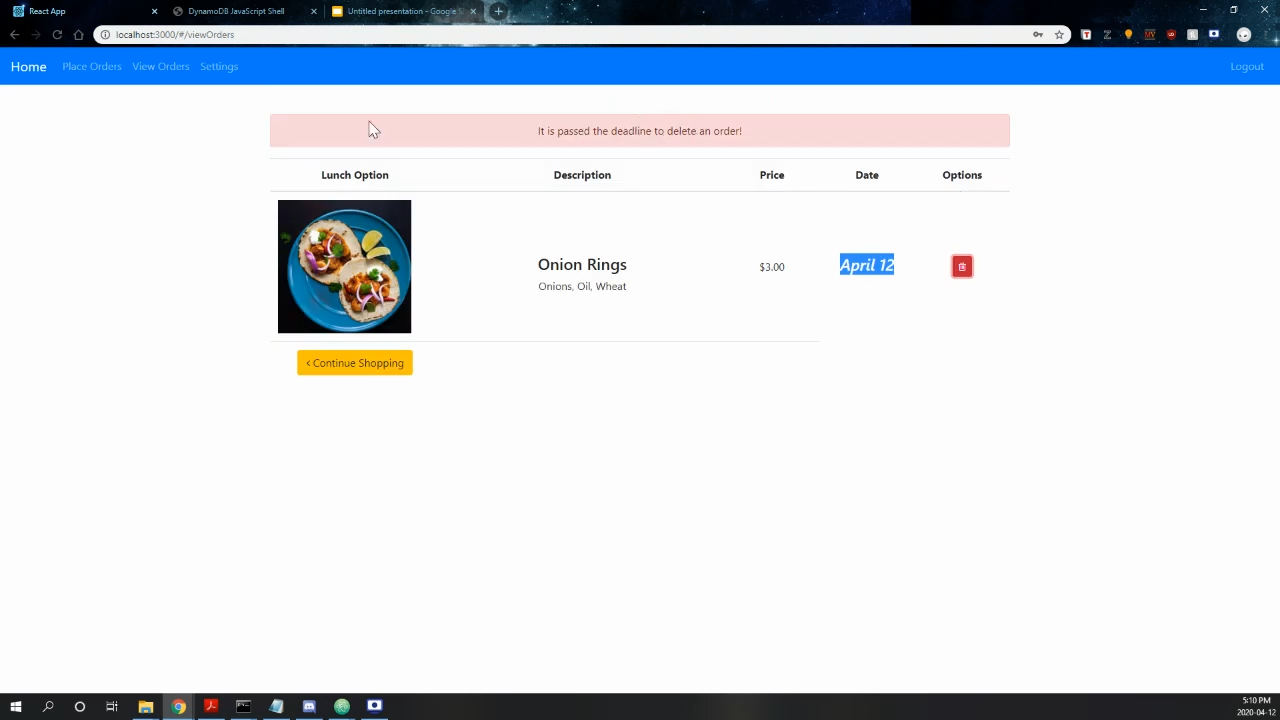 React App
DynamoDB JavaScript Shell
Untitled presentation - Google
localhost:3000/#/viewOrders
Home
Place Orders
View Orders
Settings
Logout
It is passed the deadline to delete an order!
Lunch Option
Description
Price
Date
Options
Onion Rings
Onions, Oil, Wheat
$3.00
April 12
< Continue Shopping
5:10 PM
2020-04-12